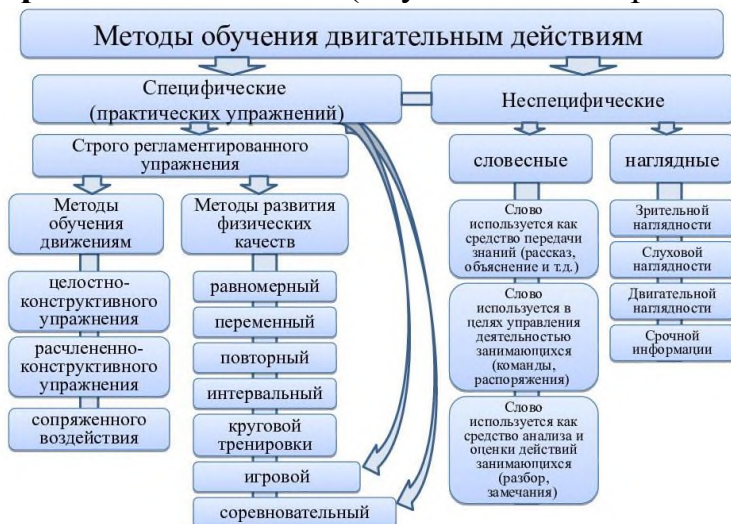 Методы обучения двигательным действиям
Специфические
(практических упражнений)
Неспецифические
Строго регламентированного
упражнения
словесные
наглядные
Методы
обучения
движениям
Методы развития
физических
качеств
целостно-
конструктивного
упражнения
расчлененно-
конструктивного
упражнения
сопряженного
воздействия
равномерный
переменный
повторный
интервальный
круговой
тренировки
игровой
соревновательный
Слово
используется как
средство передачи
знаний (рассказ,
объяснение и т.д.)
Слово
используется в
целях управления
деятельностью
занимающихся
(команды,
распоряжения)
Слово
используется как
средство анализа и
оценки действий
занимающихся
(разбор,
замечания)
Зрительной
наглядности
Слуховой
наглядности
Двигательной
наглядности
Срочной
информации